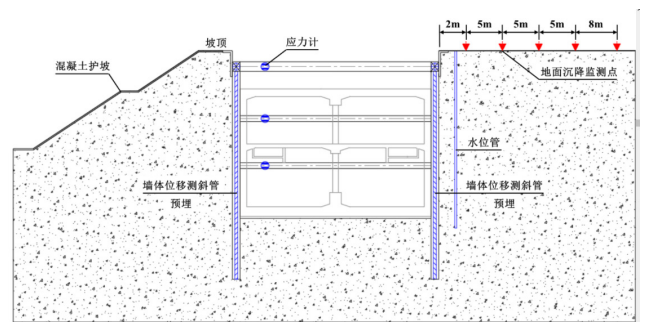 坡顶
应力计
2m
5m
5m
5m
8m
混凝土护坡
地面沉降监测点
水位管
墙体位移测斜管
预埋
墙体位移测斜管
预埋